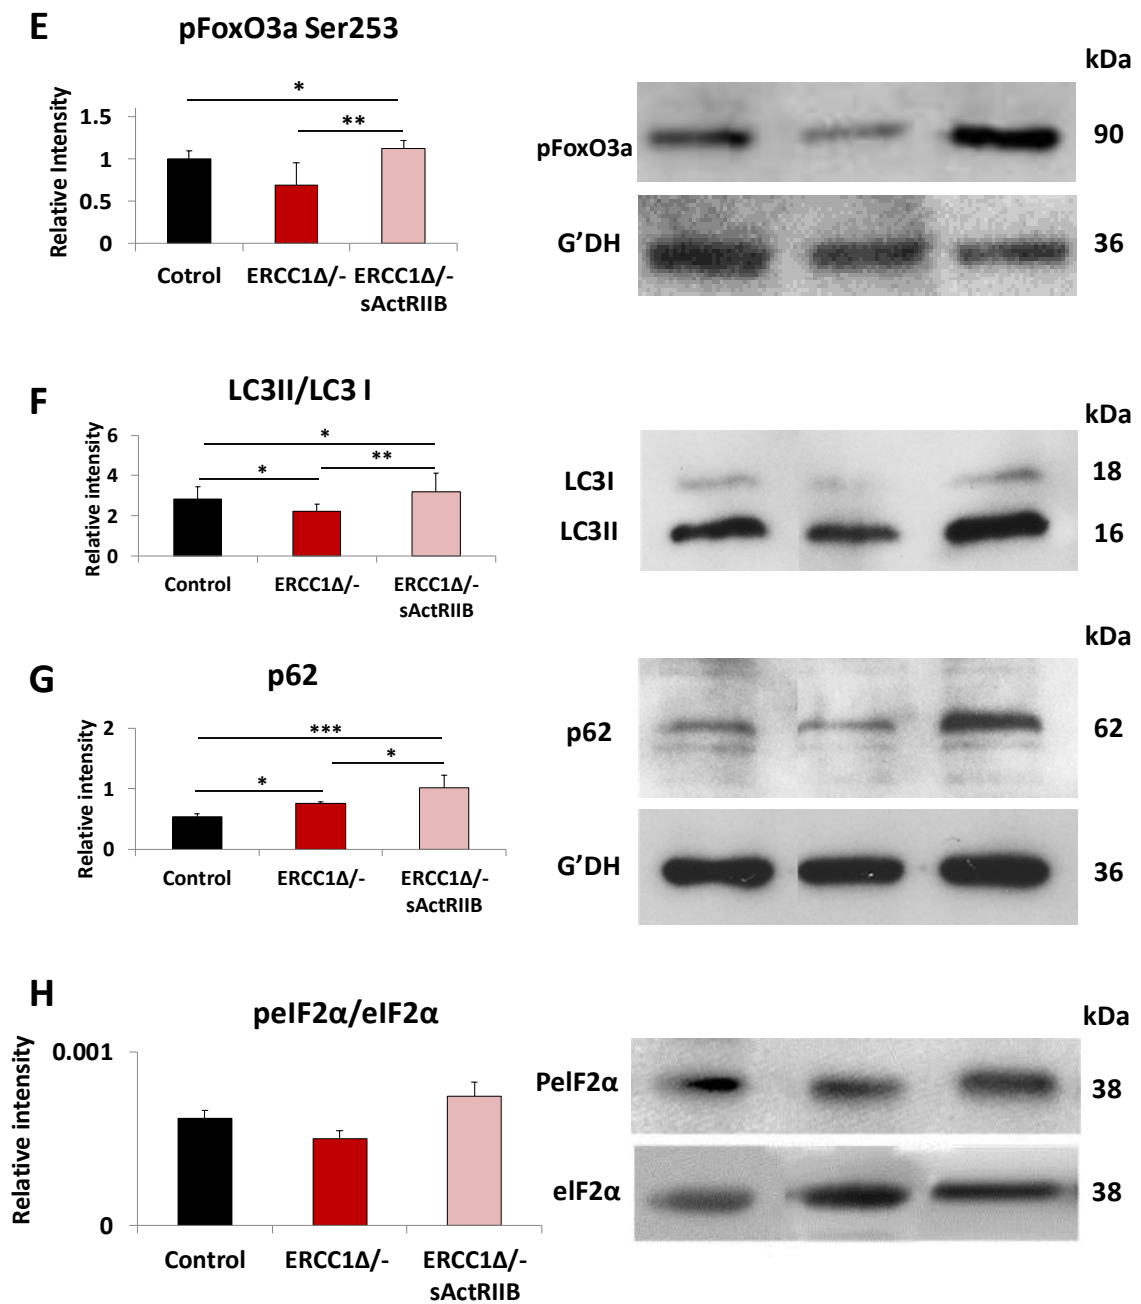 E
pFoxO3a Ser253
kDa
Relative Intensity
1.5
1
0.5
0
*
**
Cotrol
ERCC1Δ/-
ERCC1Δ/-
sActRIIB
pFoxO3a
90
G'DH
36
F
LC3II/LC3 I
kDa
Relative intensity
6
4
2
0
*
*
**
Control
ERCC1Δ/-
ERCC1Δ/-
sActRIIB
LC3I
18
LC3II
16
kDa
G
p62
Relative intensity
2
1
0
***
*
*
Control
ERCC1Δ/-
ERCC1Δ/-
sActRIIB
p62
62
G'DH
36
H
peIF2α/eIF2α
kDa
Relative intensity
0.001
0
Control
ERCC1Δ/-
ERCC1Δ/-
sActRIIB
PeIF2α
38
eIF2α
38